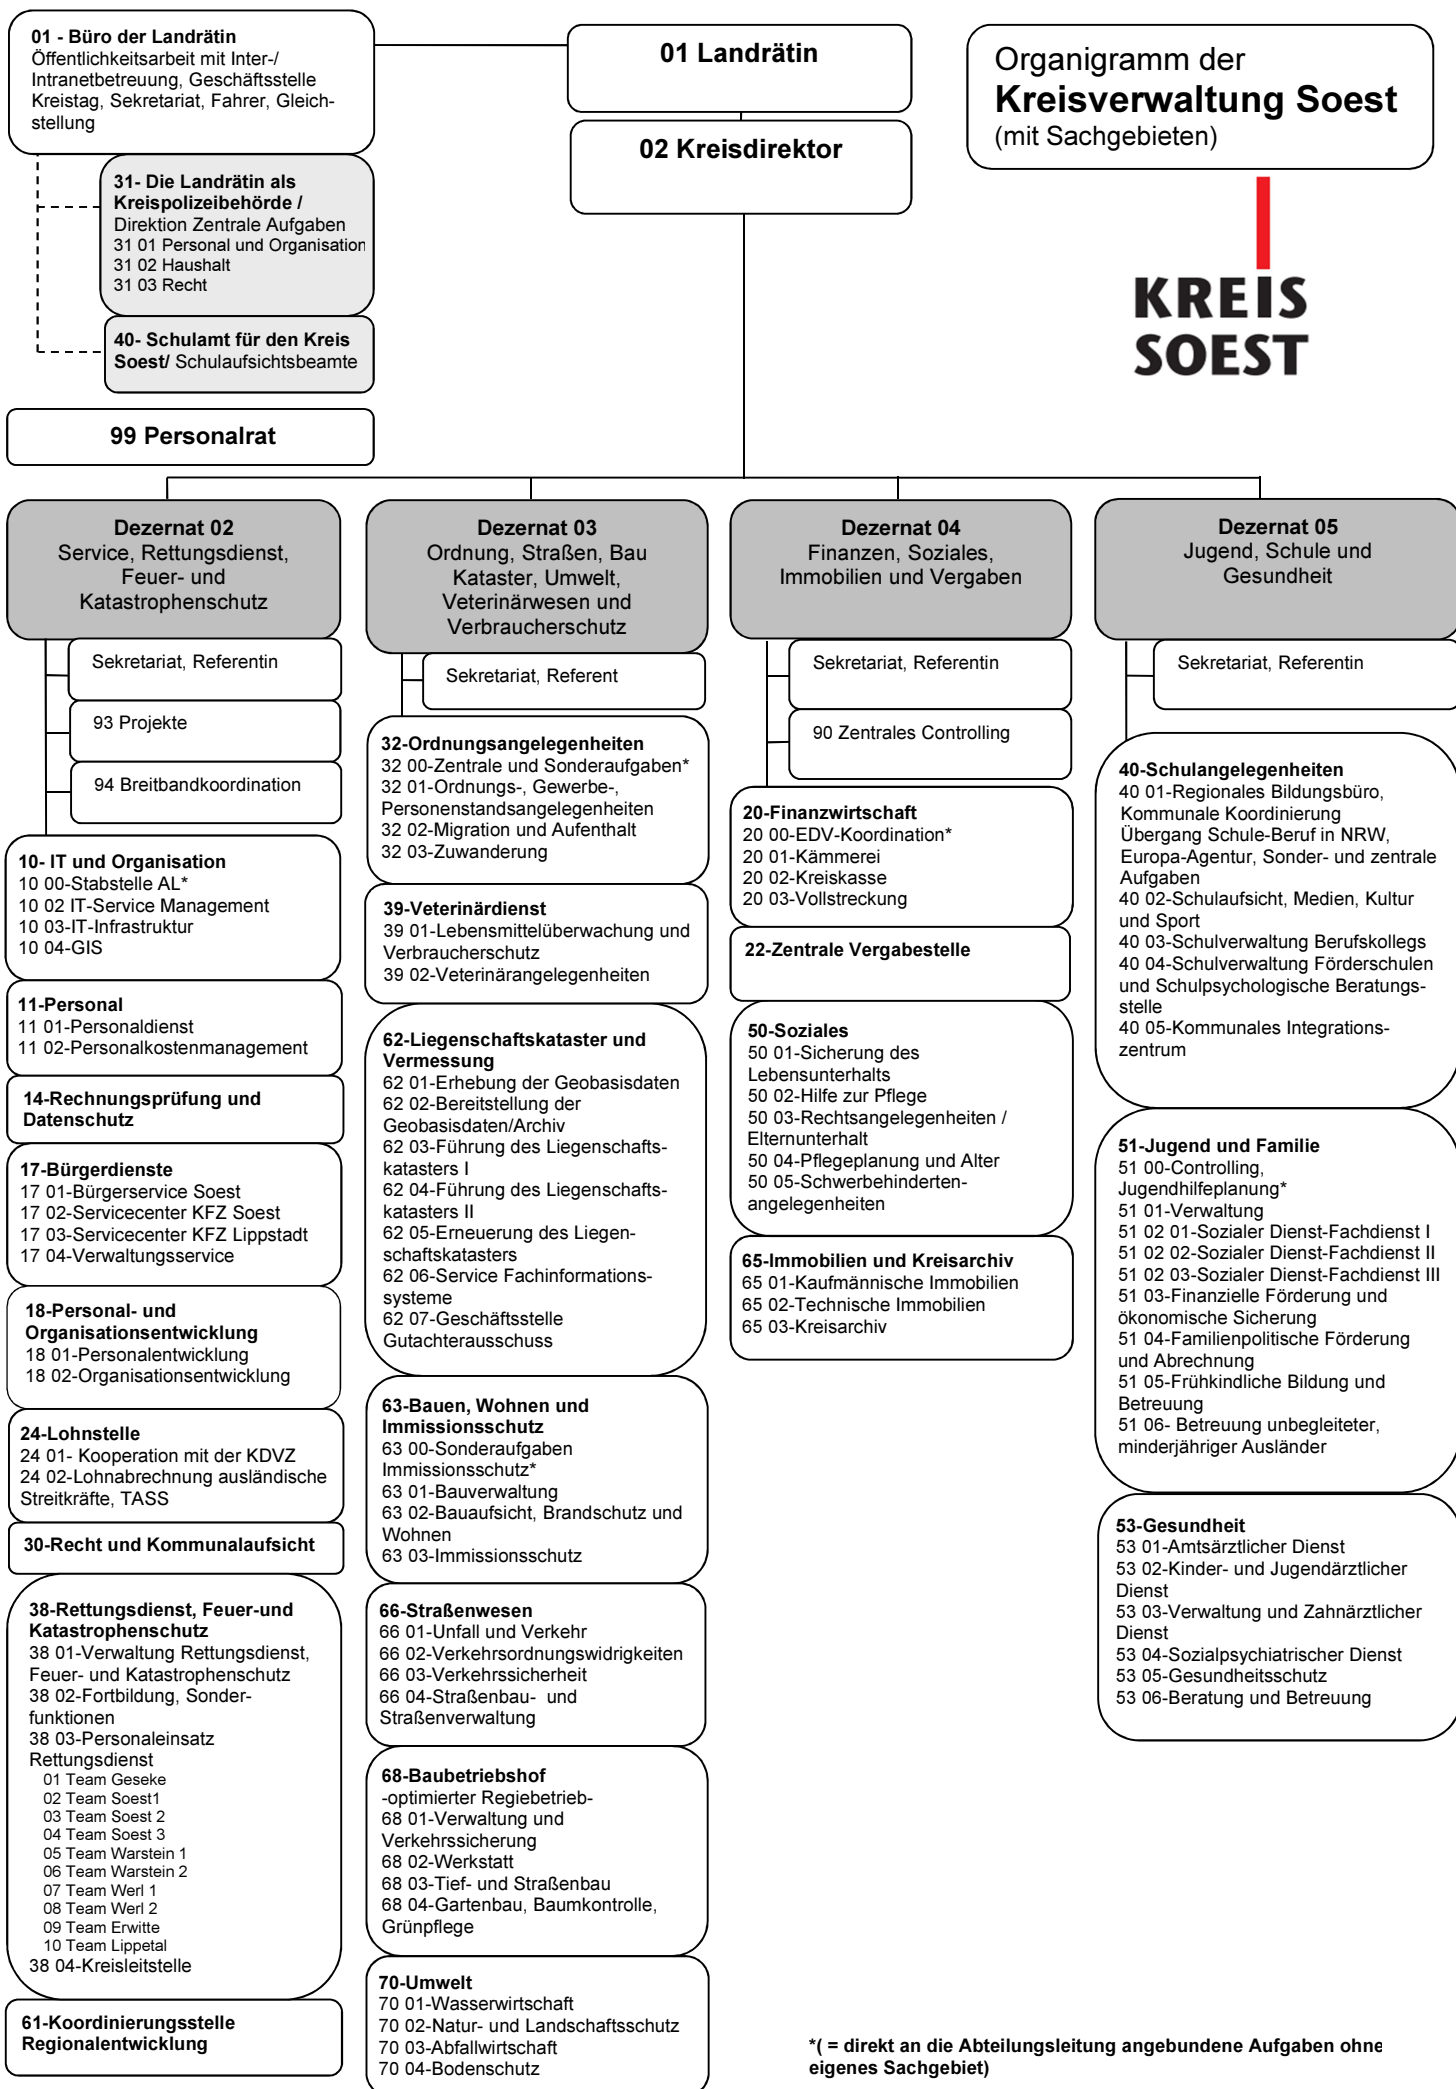 01 - Büro der Landrätin
Öffentlichkeitsarbeit mit Inter-/
Intranetbetreuung, Geschäftsstelle
Kreistag, Sekretariat, Fahrer, Gleich-
stellung
01 Landrätin
02 Kreisdirektor
Organigramm der
Kreisverwaltung Soest
(mit Sachgebieten)
KREIS
SOEST
31- Die Landrätin als
Kreispolizeibehörde /
Direktion Zentrale Aufgaben
31 01 Personal und Organisation
31 02 Haushalt
31 03 Recht
40- Schulamt für den Kreis
Soest/ Schulaufsichtsbeamte
99 Personalrat
Dezernat 02
Service, Rettungsdienst,
Feuer- und
Katastrophenschutz
Sekretariat, Referentin
93 Projekte
94 Breitbandkoordination
10- IT und Organisation
10 00-Stabstelle AL*
10 02 IT-Service Management
10 03-IT-Infrastruktur
10 04-GIS
11-Personal
11 01-Personaldienst
11 02-Personalkostenmanagement
14-Rechnungsprüfung und
Datenschutz
17-Bürgerdienste
17 01-Bürgerservice Soest
17 02-Servicecenter KFZ Soest
17 03-Servicecenter KFZ Lippstadt
17 04-Verwaltungsservice
18-Personal- und
Organisationsentwicklung
18 01-Personalentwicklung
18 02-Organisationsentwicklung
24-Lohnstelle
24 01- Kooperation mit der KDVZ
24 02-Lohnabrechnung ausländische
Streitkräfte, TASS
30-Recht und Kommunalaufsicht
38-Rettungsdienst, Feuer-und
Katastrophenschutz
38 01-Verwaltung Rettungsdienst,
Feuer- und Katastrophenschutz
38 02-Fortbildung, Sonder-
funktionen
38 03-Personaleinsatz
Rettungsdienst
01 Team Geseke
02 Team Soest1
03 Team Soest 2
04 Team Soest 3
05 Team Warstein 1
06 Team Warstein 2
07 Team Werl 1
08 Team Werl 2
09 Team Erwitte
10 Team Lippetal
38 04-Kreisleitstelle
61-Koordinierungsstelle
Regionalentwicklung
Dezernat 03
Ordnung, Straßen, Bau
Kataster, Umwelt,
Veterinärwesen und
Verbraucherschutz
Sekretariat, Referent
32-Ordnungsangelegenheiten
32 00-Zentrale und Sonderaufgaben*
32 01-Ordnungs-, Gewerbe-,
Personenstandsangelegenheiten
32 02-Migration und Aufenthalt
32 03-Zuwanderung
39-Veterinärdienst
39 01-Lebensmittelüberwachung und
Verbraucherschutz
39 02-Veterinärangelegenheiten
62-Liegenschaftskataster und
Vermessung
62 01-Erhebung der Geobasisdaten
62 02-Bereitstellung der
Geobasisdaten/Archiv
62 03-Führung des Liegenschafts-
katasters I
62 04-Führung des Liegenschafts-
katasters II
62 05-Erneuerung des Liegen-
schaftskatasters
62 06-Service Fachinformations-
systeme
62 07-Geschäftsstelle
Gutachterausschuss
63-Bauen, Wohnen und
Immissionsschutz
63 00-Sonderaufgaben
Immissionsschutz*
63 01-Bauverwaltung
63 02-Bauaufsicht, Brandschutz und
Wohnen
63 03-Immissionsschutz
66-Straßenwesen
66 01-Unfall und Verkehr
66 02-Verkehrsordnungswidrigkeiten
66 03-Verkehrssicherheit
66 04-Straßenbau- und
Straßenverwaltung
68-Baubetriebshof
-optimierter Regiebetrieb-
68 01-Verwaltung und
Verkehrssicherung
68 02-Werkstatt
68 03-Tief- und Straßenbau
68 04-Gartenbau, Baumkontrolle,
Grünpflege
70-Umwelt
70 01-Wasserwirtschaft
70 02-Natur- und Landschaftsschutz
70 03-Abfallwirtschaft
70 04-Bodenschutz
Dezernat 04
Finanzen, Soziales,
Immobilien und Vergaben
Sekretariat, Referentin
90 Zentrales Controlling
20-Finanzwirtschaft
20 00-EDV-Koordination*
20 01-Kämmerei
20 02-Kreiskasse
20 03-Vollstreckung
22-Zentrale Vergabestelle
50-Soziales
50 01-Sicherung des
Lebensunterhalts
50 02-Hilfe zur Pflege
50 03-Rechtsangelegenheiten /
Elternunterhalt
50 04-Pflegeplanung und Alter
50 05-Schwerbehinderten-
angelegenheiten
65-Immobilien und Kreisarchiv
65 01-Kaufmännische Immobilien
65 02-Technische Immobilien
65 03-Kreisarchiv
Dezernat 05
Jugend, Schule und
Gesundheit
Sekretariat, Referentin
40-Schulangelegenheiten
40 01-Regionales Bildungsbüro,
Kommunale Koordinierung
Übergang Schule-Beruf in NRW,
Europa-Agentur, Sonder- und zentrale
Aufgaben
40 02-Schulaufsicht, Medien, Kultur
und Sport
40 03-Schulverwaltung Berufskollegs
40 04-Schulverwaltung Förderschulen
und Schulpsychologische Beratungs-
stelle
40 05-Kommunales Integrations-
zentrum
51-Jugend und Familie
51 00-Controlling,
Jugendhilfeplanung*
51 01-Verwaltung
51 02 01-Sozialer Dienst-Fachdienst I
51 02 02-Sozialer Dienst-Fachdienst II
51 02 03-Sozialer Dienst-Fachdienst III
51 03-Finanzielle Förderung und
ökonomische Sicherung
51 04-Familienpolitische Förderung
und Abrechnung
51 05-Frühkindliche Bildung und
Betreuung
51 06- Betreuung unbegleiteter,
minderjähriger Ausländer
53-Gesundheit
53 01-Amtsärztlicher Dienst
53 02-Kinder- und Jugendärztlicher
Dienst
53 03-Verwaltung und Zahnärztlicher
Dienst
53 04-Sozialpsychiatrischer Dienst
53 05-Gesundheitsschutz
53 06-Beratung und Betreuung
*( = direkt an die Abteilungsleitung angebundene Aufgaben ohne
eigenes Sachgebiet)